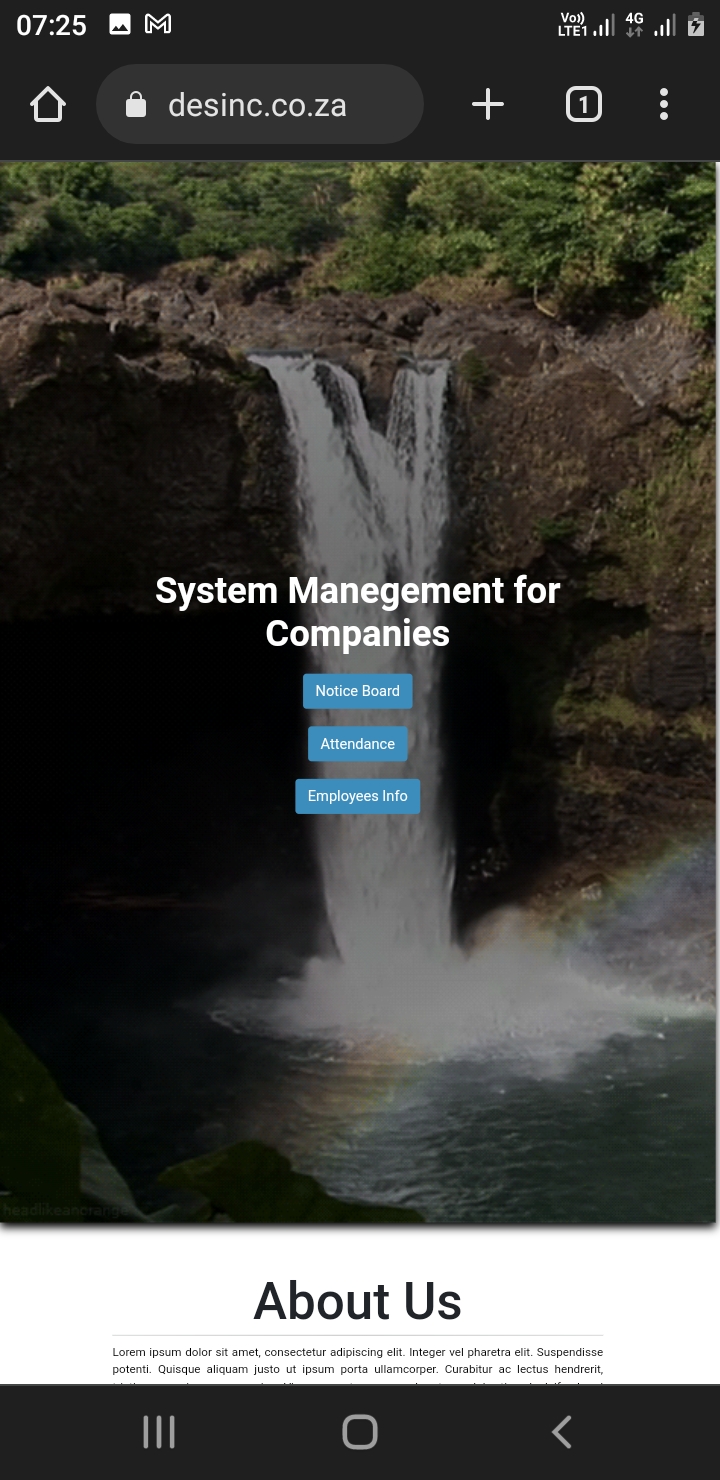 07:25
Vo))
LTE1
4G
desinc.co.za
1
System Manegement for
Companies
Notice Board
Attendance
Employees Info
headlikeanorange
About Us
Lorem ipsum dolor sit amet, consectetur adipiscing elit. Integer vel pharetra elit. Suspendisse
potenti. Quisque aliquam justo ut ipsum porta ullamcorper. Curabitur ac lectus hendrerit,